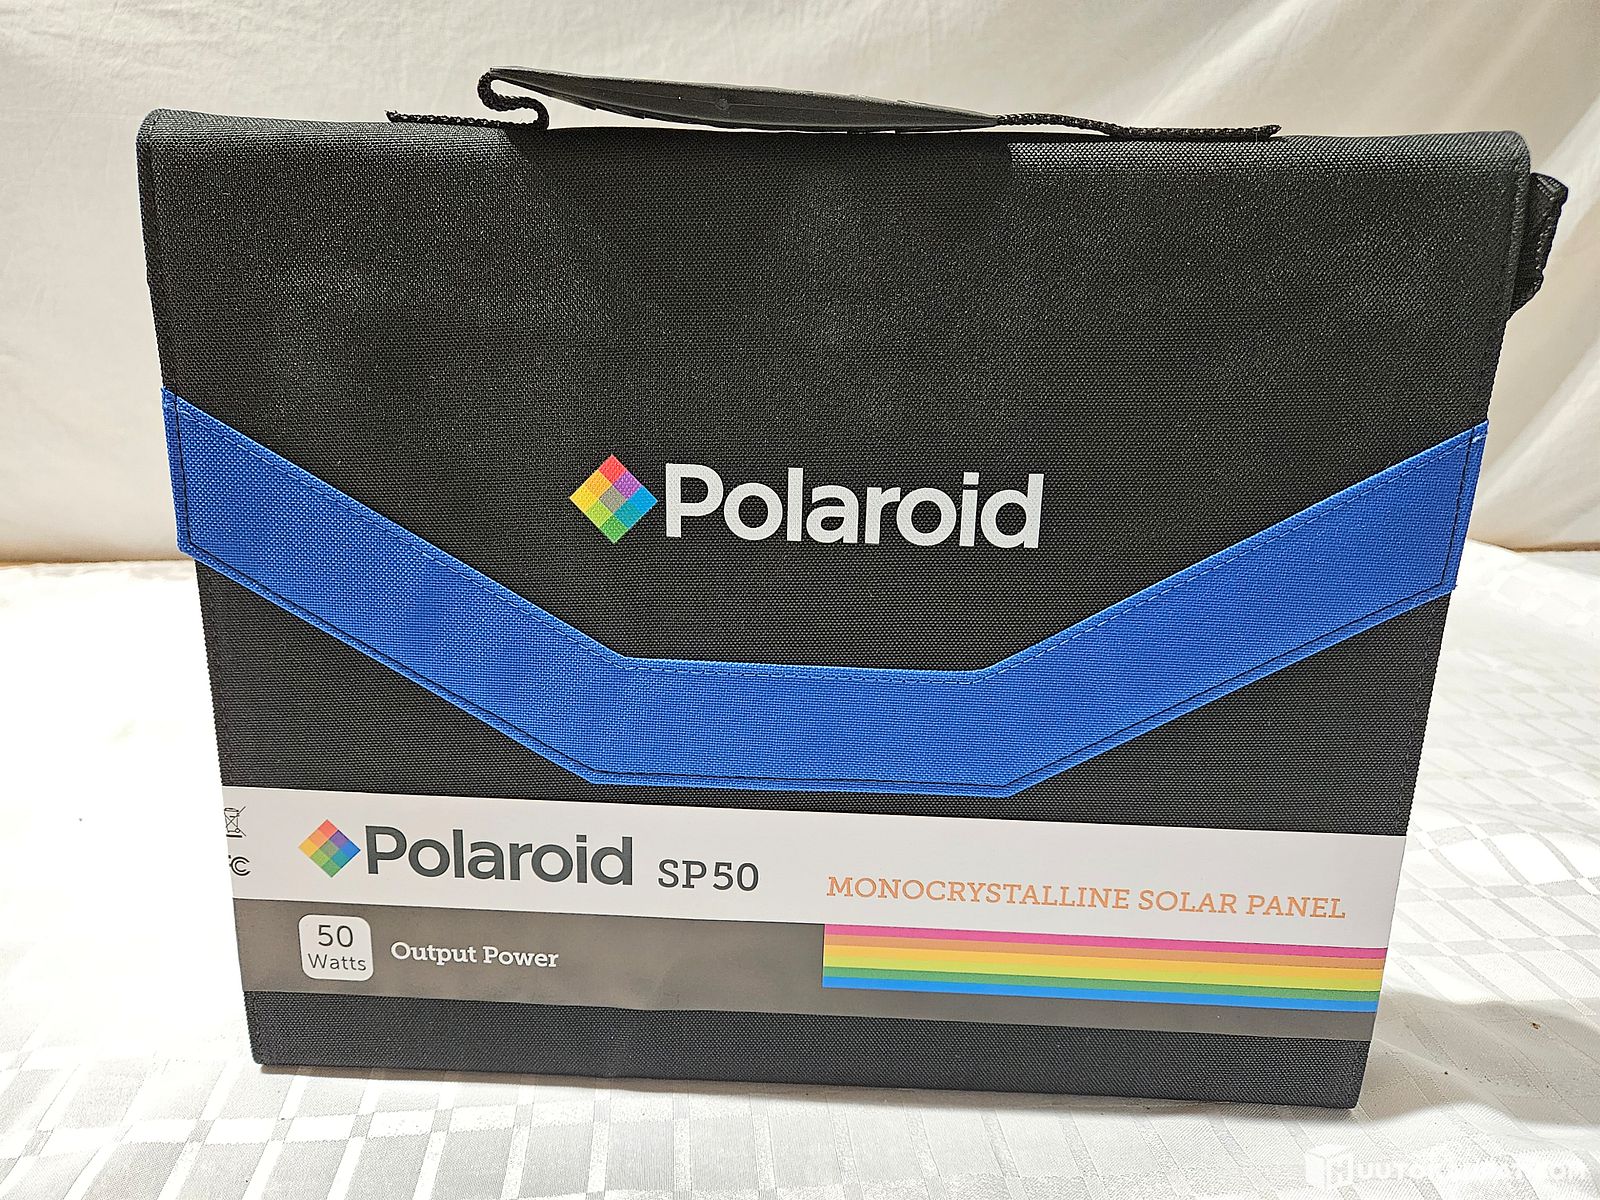 Polaroid
Polaroid SP50
MONOCRYSTALLINE SOLAR PANEL
50
Watts
Output Power